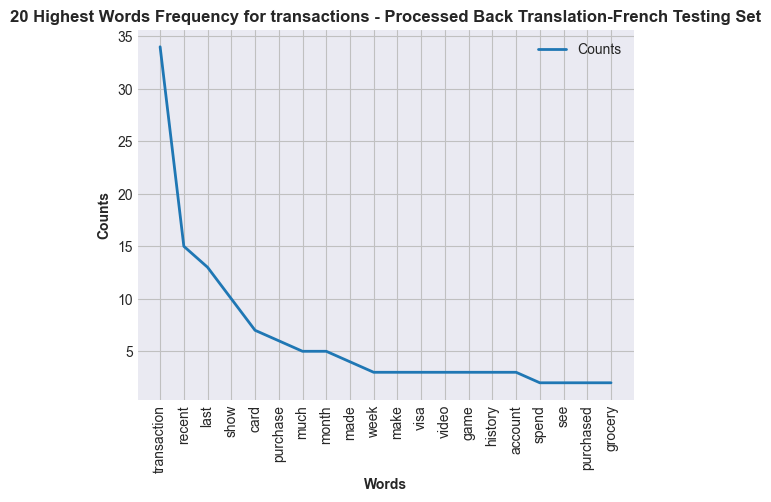 20 Highest Words Frequency for transactions - Processed Back Translation-French Testing Set
Counts
35
30
25
20
15
10
5
Counts
transaction
recent
last
show
card
purchase
much
month
made
week
make
visa
video
game
history
account
spend
see
purchased
grocery
Words